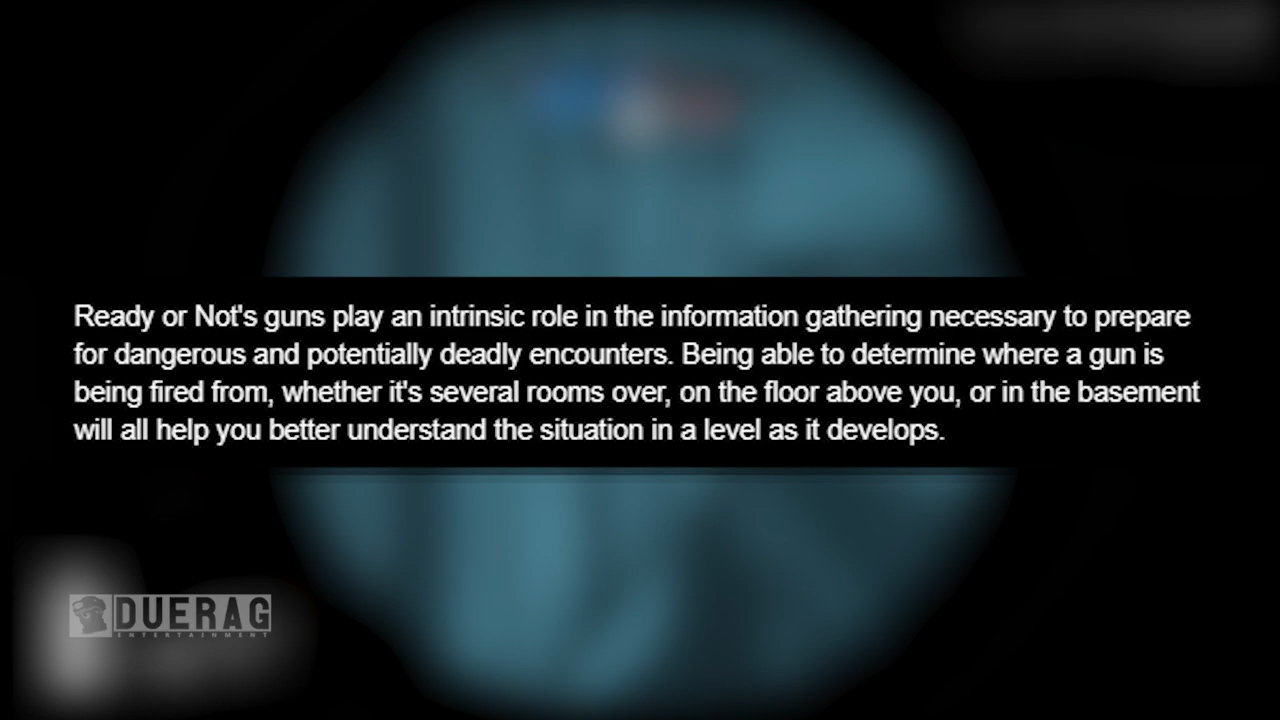 Ready or Not's guns play an intrinsic role in the information gathering necessary to prepare
for dangerous and potentially deadly encounters. Being able to determine where a gun is
being fired from, whether it's several rooms over, on the floor above you, or in the basement
will all help you better understand the situation in a level as it develops.
DUERAG
ENTERTAINMENT